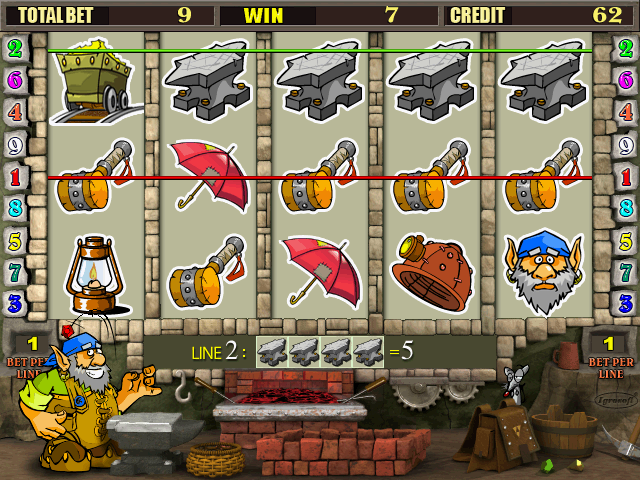 TOTAL BET 9 WIN 7 CREDIT 62
2 2
6 6
4 4
9 9
1 1
8 8
5 5
7 7
3 3
1 1
BET PER LINE BET PER LINE
LINE 2: =5
Igrosoft